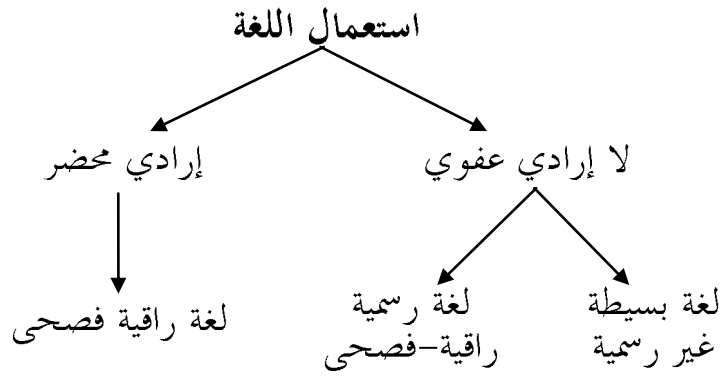 استعمال اللغة
لا إرادي عفوي
إرادي محضر
لغة بسيطة
غير رسمية
لغة رسمية
راقية-فصحى
لغة راقية فصحى